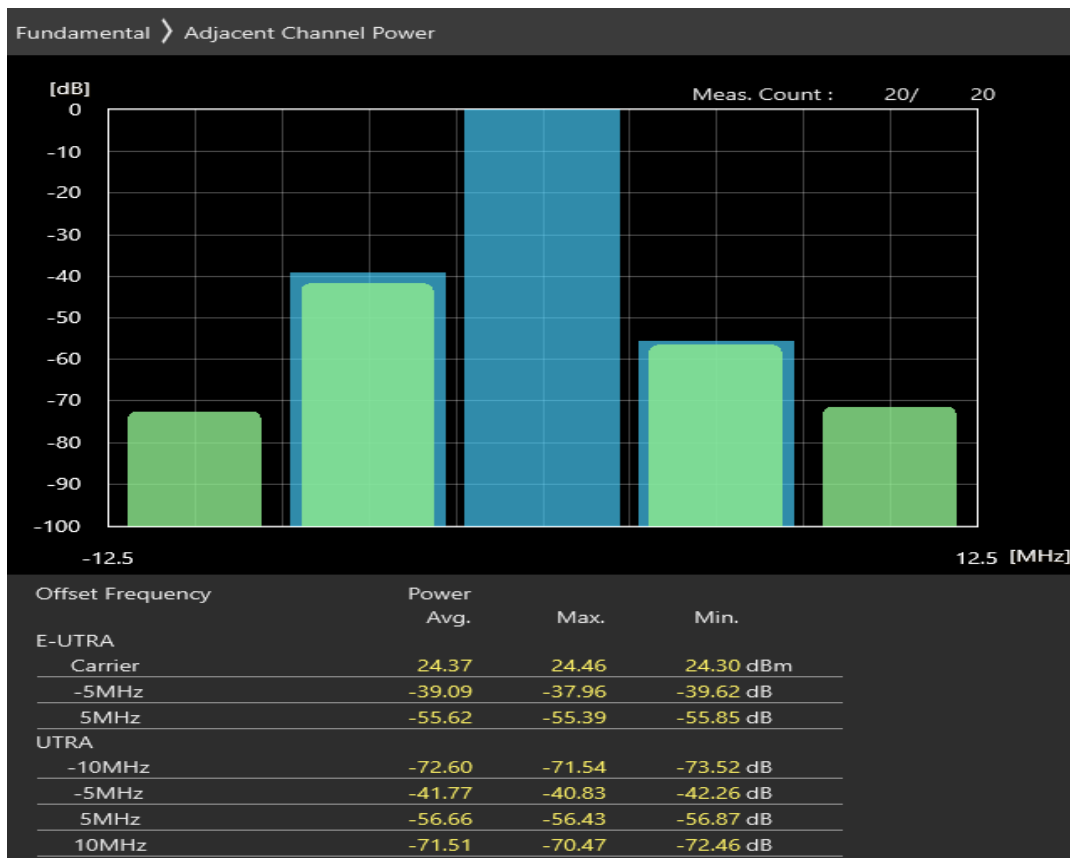 Fundamental 〉 Adjacent Channel Power
[dB]
Meas. Count : 20/ 20
0
-10
-20
-30
-40
-50
-60
-70
-80
-90
-100
-12.5 12.5 [MHz]
Offset Frequency Power
Avg. Max. Min.
E-UTRA
Carrier 24.37 24.46 24.30 dBm
-5MHz -39.09 -37.96 -39.62 dB
5MHz -55.62 -55.39 -55.85 dB
UTRA
-10MHz -72.60 -71.54 -73.52 dB
-5MHz -41.77 -40.83 -42.26 dB
5MHz -56.66 -56.43 -56.87 dB
10MHz -71.51 -70.47 -72.46 dB